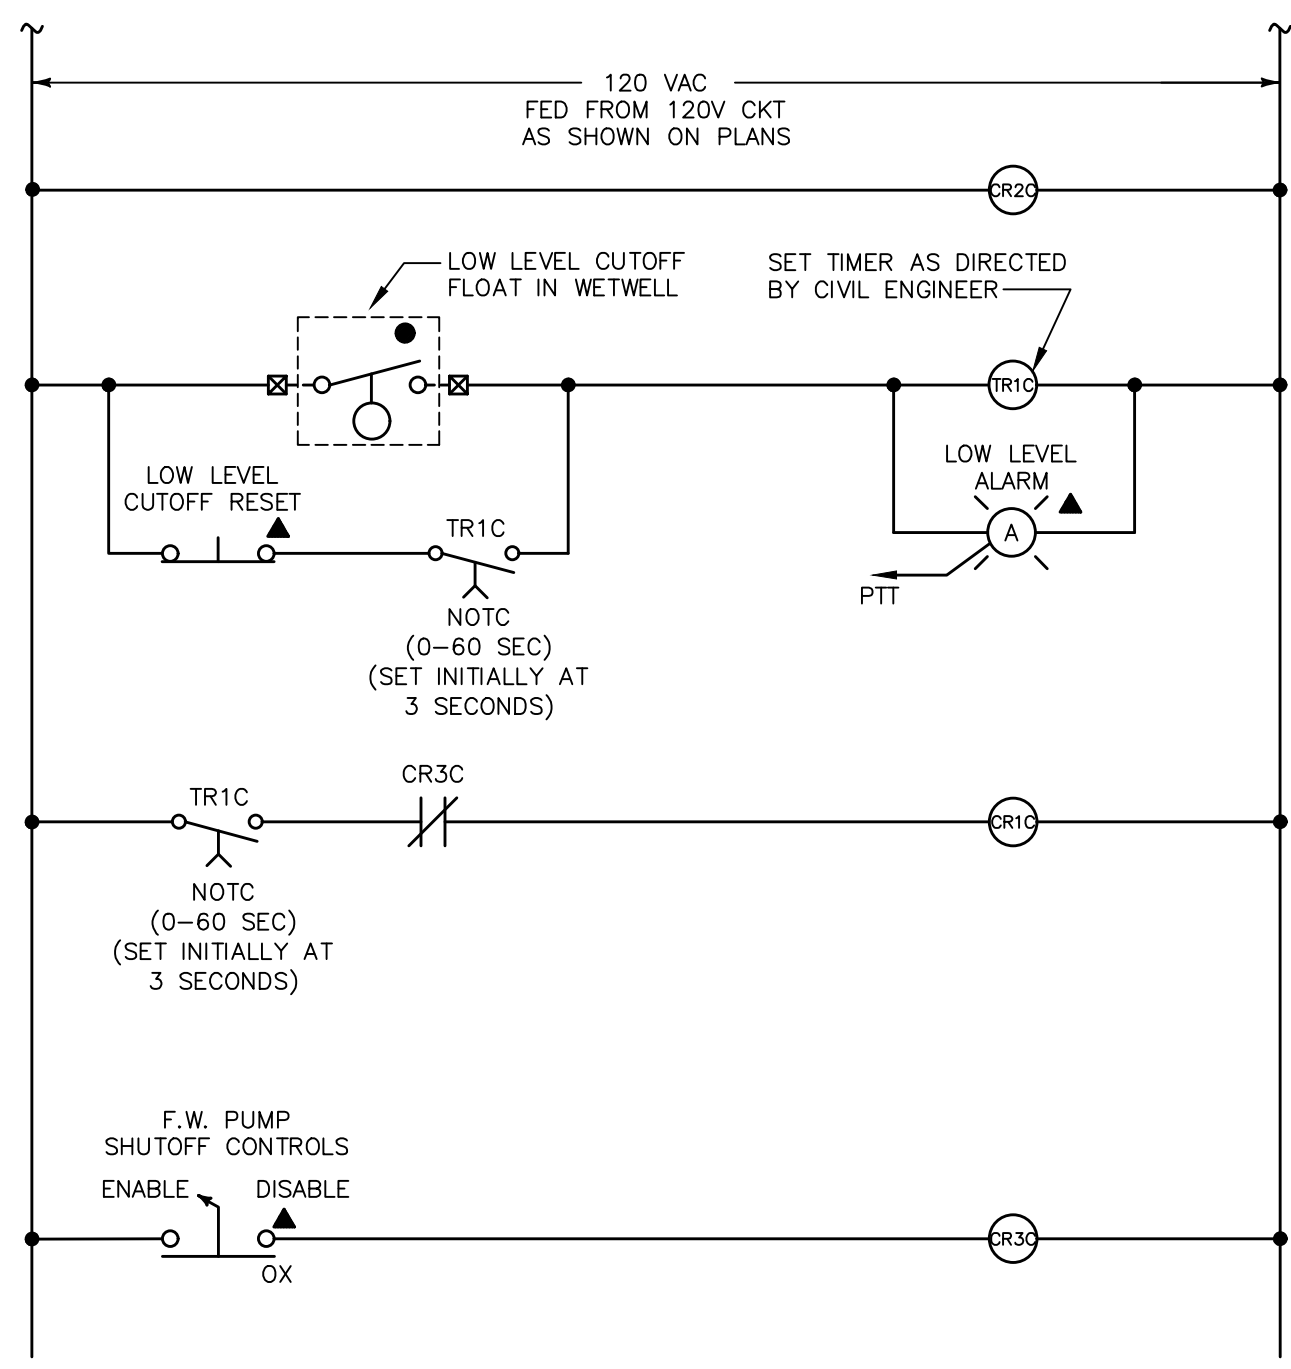 120 VAC
FED FROM 120V CKT
AS SHOWN ON PLANS
CR2C
LOW LEVEL CUTOFF
FLOAT IN WETWELL
SET TIMER AS DIRECTED
BY CIVIL ENGINEER
TR1C
LOW LEVEL
CUTOFF RESET
TR1C
NOTC
(0-60 SEC)
(SET INITIALLY AT
3 SECONDS)
LOW LEVEL
ALARM
A
PTT
TR1C
NOTC
(0-60 SEC)
(SET INITIALLY AT
3 SECONDS)
CR3C
CR1C
F.W. PUMP
SHUTOFF CONTROLS
ENABLE DISABLE
OX
CR3C